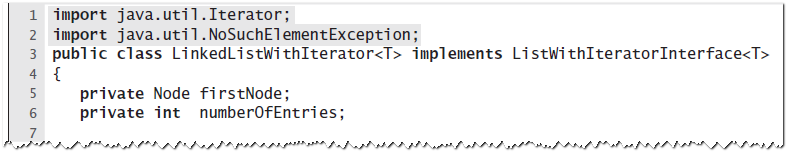 1 import java.util.Iterator;
2 import java.util.NoSuchElementException;
3 public class LinkedListWithIterator<T> implements ListWithIteratorInterface<T>
4 {
5 private Node firstNode;
6 private int numberOfEntries;
7